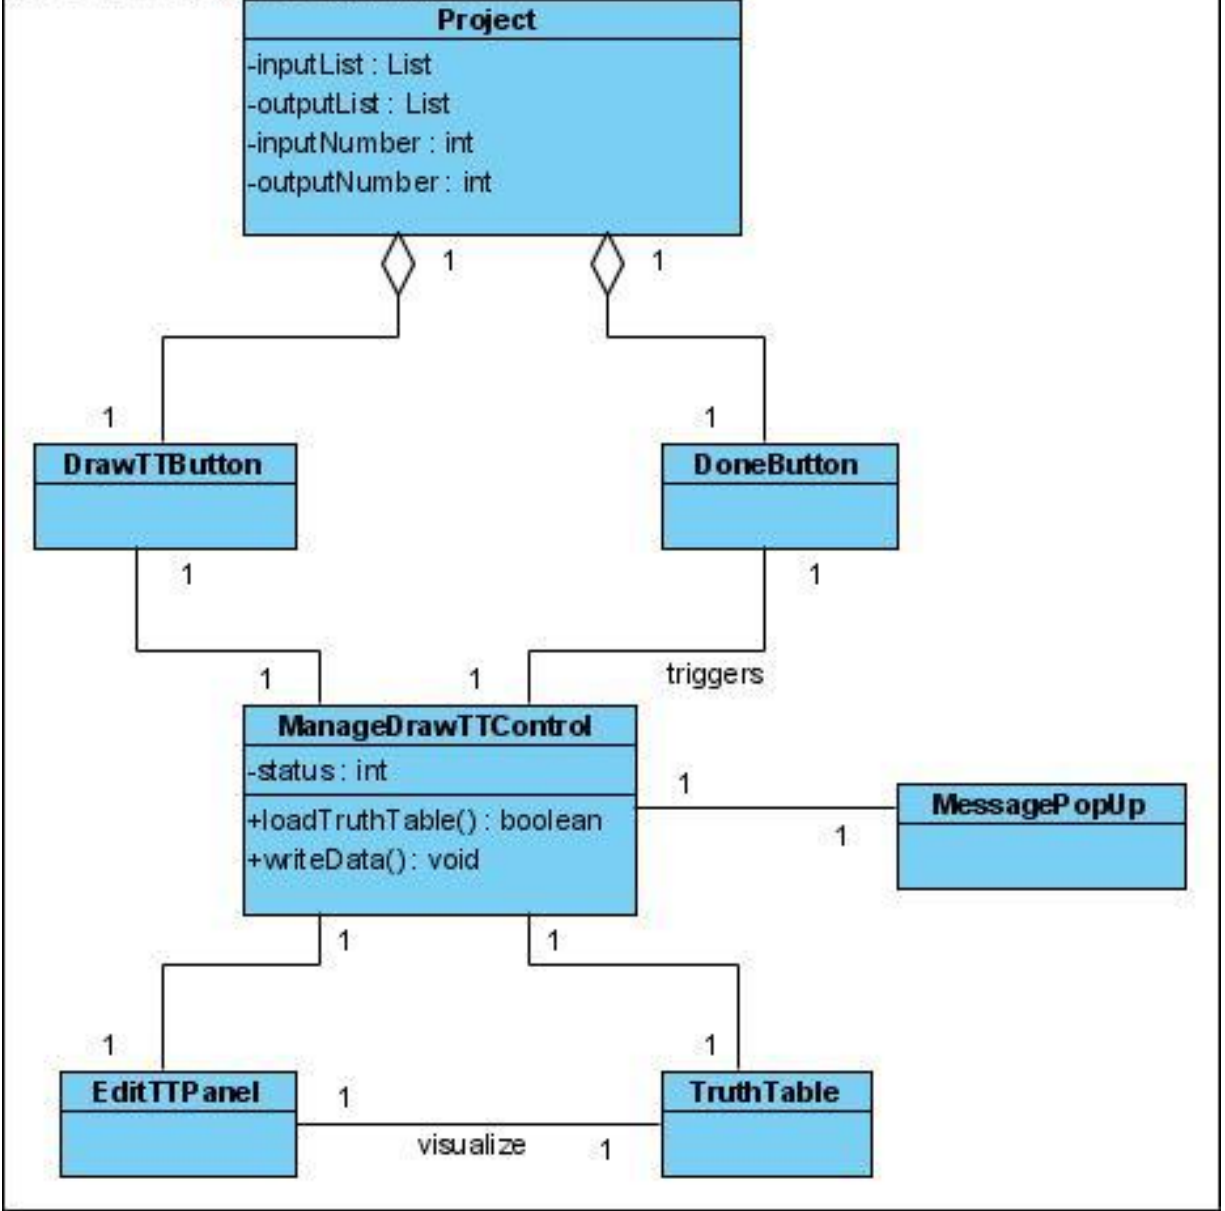 Project
-inputList : List
-outputList : List
-inputNumber : int
-outputNumber : int
1
1
1
1
DrawTTButton
DoneButton
1
1
triggers
1
1
ManageDrawTTControl
-status : int
+loadTruthTable() : boolean
+writeData() : void
1
MessagePopUp
1
1
1
1
1
EditTTPanel
TruthTable
1
visualize
1